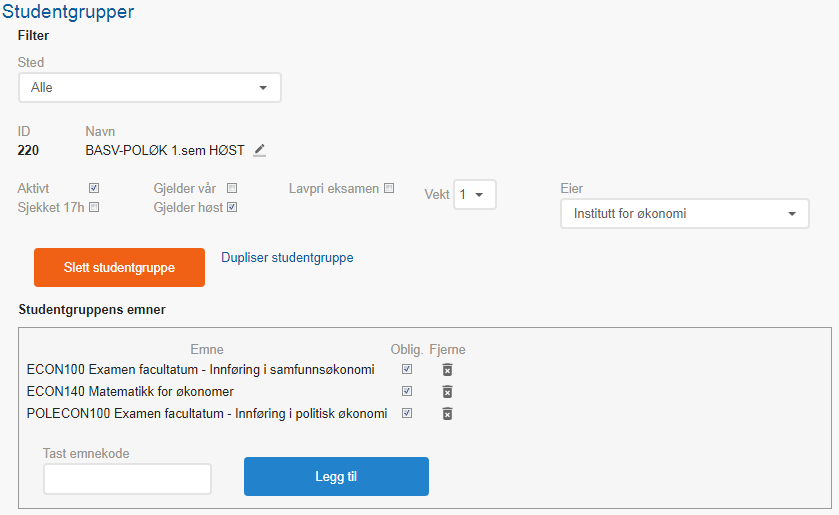 Studentgrupper
Filter
Sted
Alle
ID Navn
220 BASV-POLØK 1.sem HØST
Aktivt Gjelder vår Lavpri eksamen Vekt 1 Eier
Sjekket 17h Gjelder høst Institutt for økonomi
Slett studentgruppe Dupliser studentgruppe
Studentgruppens emner
Emne Oblig. Fjerne
ECON100 Examen facultatum - Innføring i samfunnsøkonomi
ECON140 Matematikk for økonomer
POLECON100 Examen facultatum - Innføring i politisk økonomi
Tast emnekode
Legg til